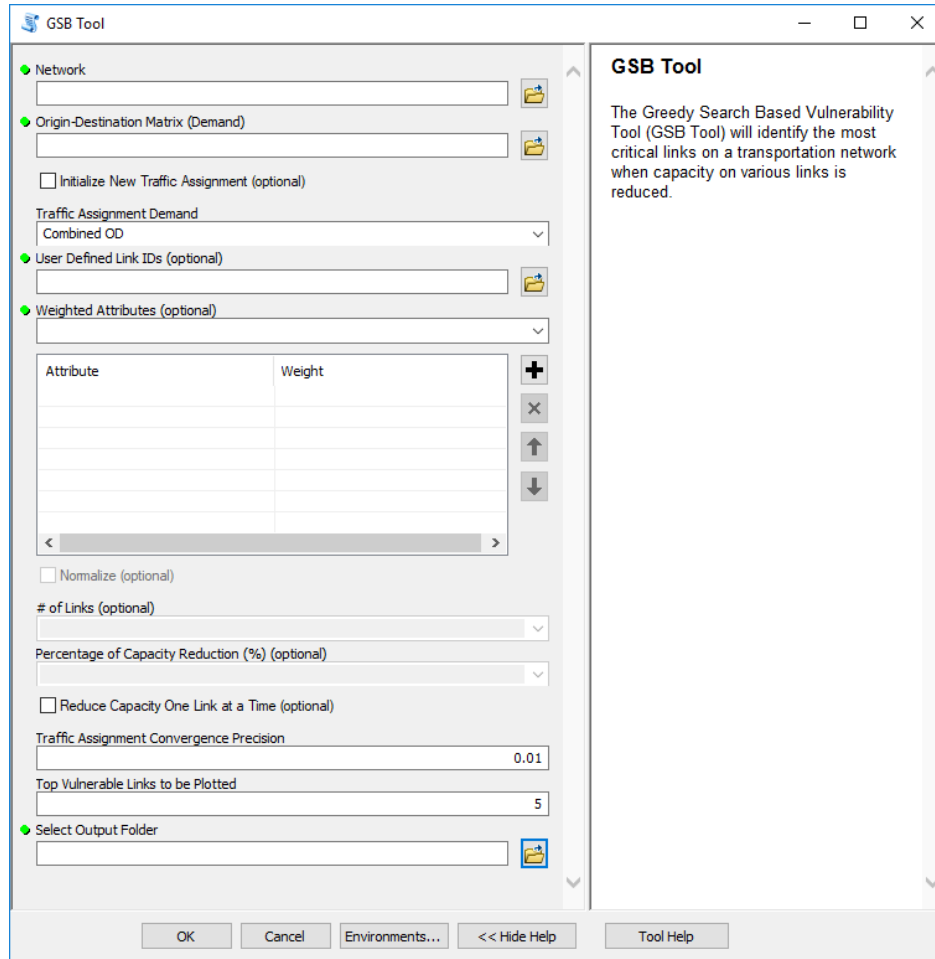 GSB Tool
Network
Origin-Destination Matrix (Demand)
Initialize New Traffic Assignment (optional)
Traffic Assignment Demand
Combined OD
User Defined Link IDs (optional)
Weighted Attributes (optional)
Attribute Weight
Normalize (optional)
# of Links (optional)
Percentage of Capacity Reduction (%) (optional)
Reduce Capacity One Link at a Time (optional)
Traffic Assignment Convergence Precision
0.01
Top Vulnerable Links to be Plotted
5
Select Output Folder
GSB Tool
The Greedy Search Based Vulnerability
Tool (GSB Tool) will identify the most
critical links on a transportation network
when capacity on various links is
reduced.
OK Cancel Environments... << Hide Help Tool Help